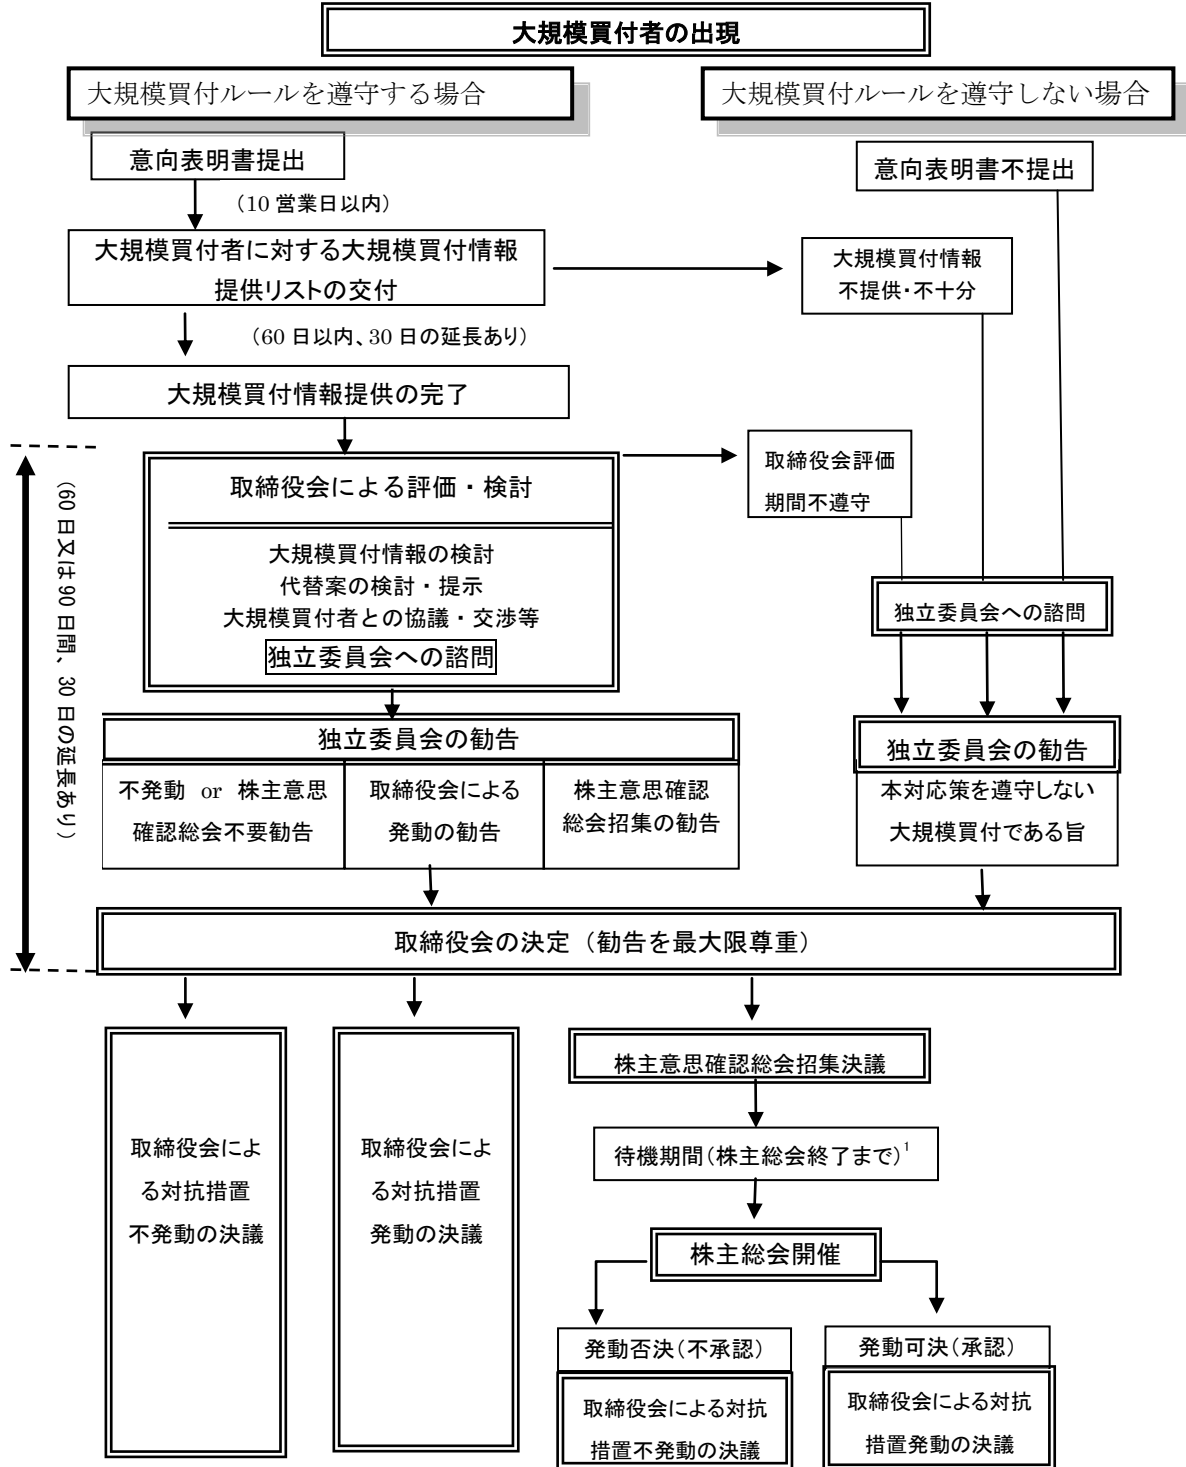 大規模買付者の出現
大規模買付ルールを遵守する場合
大規模買付ルールを遵守しない場合
意向表明書提出
意向表明書不提出
（10 営業日以内）
大規模買付者に対する大規模買付情報
提供リストの交付
大規模買付情報
不提供・不十分
（60 日以内、30 日の延長あり）
大規模買付情報提供の完了
取締役会による評価・検討
取締役会評価
期間不遵守
大規模買付情報の検討
代替案の検討・提示
大規模買付者との協議・交渉等
独立委員会への諮問
独立委員会への諮問
（60 日又は 90 日間、30 日の延長あり）
独立委員会の勧告
独立委員会の勧告
不発動 or 株主意思
確認総会不要勧告
取締役会による
発動の勧告
株主意思確認
総会招集の勧告
本対応策を遵守しない
大規模買付である旨
取締役会の決定（勧告を最大限尊重）
取締役会によ
る対抗措置
不発動の決議
取締役会によ
る対抗措置
発動の決議
株主意思確認総会招集決議
待機期間（株主総会終了まで）1
株主総会開催
発動否決（不承認）
取締役会による対抗
措置不発動の決議
発動可決（承認）
取締役会による対抗
措置発動の決議